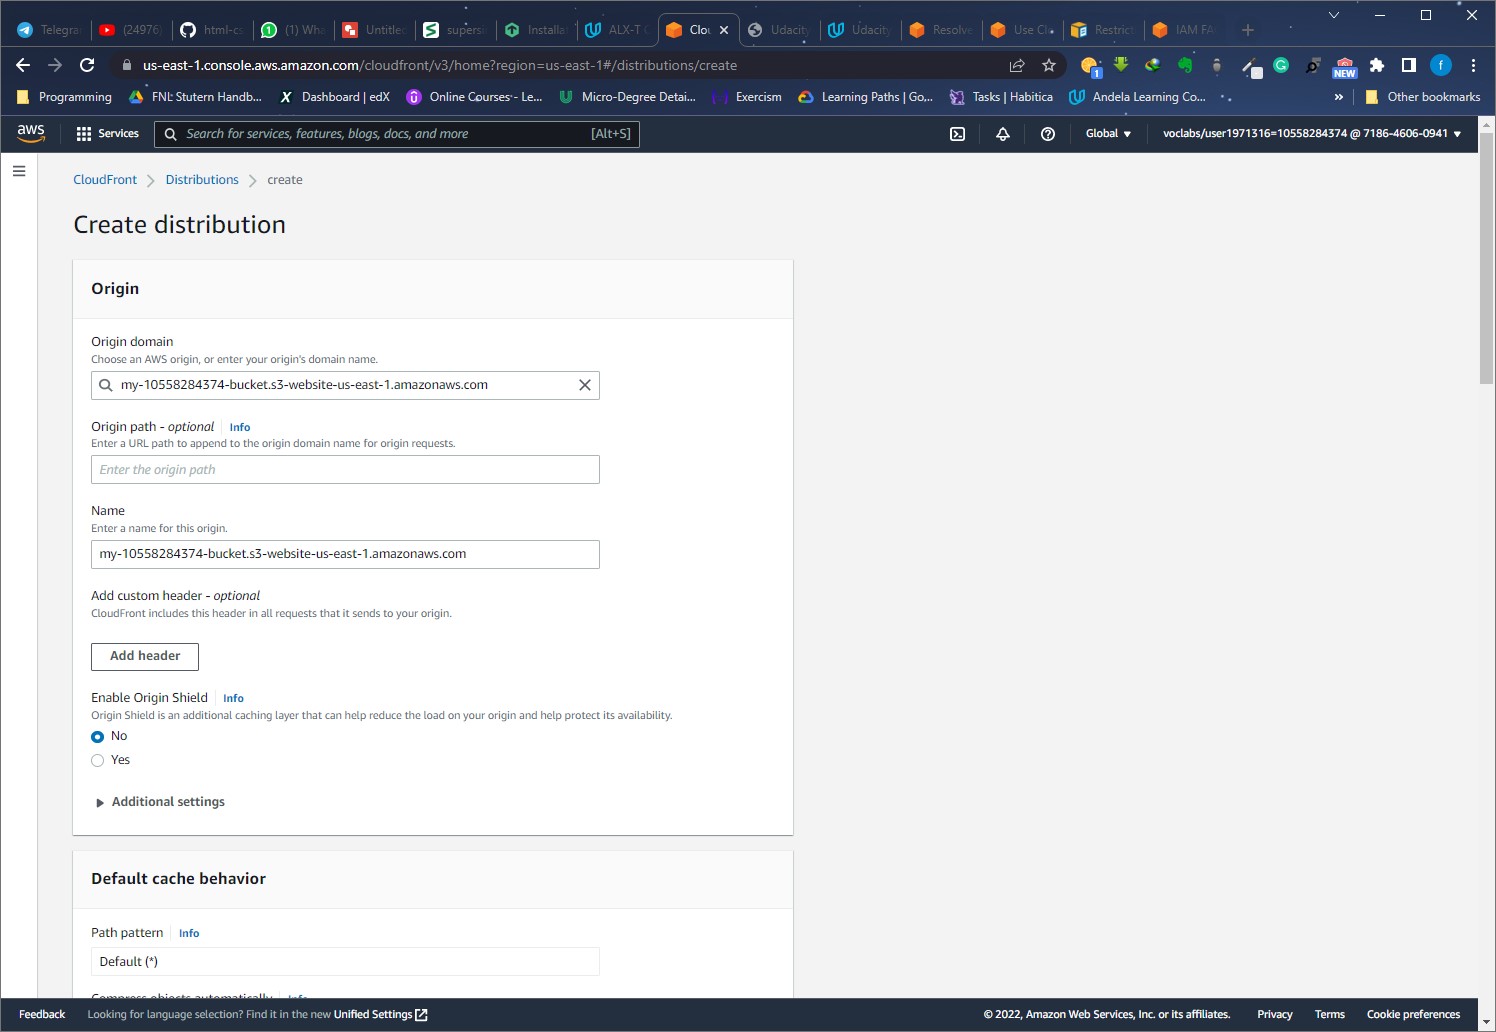 Telegra
(24976)
html-cs
(1) Wha
Untitled
supers
Installa
ALX-T C
Clou
Udacity
Udacity
Resolve
Use Clo
Restric
IAM FA
us-east-1.console.aws.amazon.com/cloudfront/v3/home?region=us-east-1#/distributions/create
1
NEW
f
Programming
FNL: Stutern Handb...
Dashboard | edX
Online Courses - Le...
Micro-Degree Detai...
Exercism
Learning Paths | Go...
Tasks | Habitica
Andela Learning Co...
»
Other bookmarks
aws
Services
Search for services, features, blogs, docs, and more
[Alt+S]
Global
voclabs/user1971316=10558284374 @ 7186-4606-0941
CloudFront
Distributions
create
Create distribution
Origin
Origin domain
Choose an AWS origin, or enter your origin's domain name.
my-10558284374-bucket.s3-website-us-east-1.amazonaws.com
Origin path - optional Info
Enter a URL path to append to the origin domain name for origin requests.
Enter the origin path
Name
Enter a name for this origin.
my-10558284374-bucket.s3-website-us-east-1.amazonaws.com
Add custom header - optional
CloudFront includes this header in all requests that it sends to your origin.
Add header
Enable Origin Shield Info
Origin Shield is an additional caching layer that can help reduce the load on your origin and help protect its availability.
No
Yes
Additional settings
Default cache behavior
Path pattern Info
Default (*)
Compress objects automatically Info
Feedback
Looking for language selection? Find it in the new Unified Settings
© 2022, Amazon Web Services, Inc. or its affiliates.
Privacy
Terms
Cookie preferences